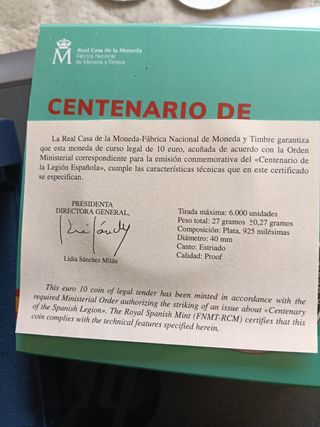 Real Casa de la Moneda
Fábrica Nacional
de Moneda y Timbre
M
CENTENARIO DE
La Real Casa de la Moneda-Fábrica Nacional de Moneda y Timbre garantiza
que esta moneda de curso legal de 10 euro, acuñada de acuerdo con la Orden
Ministerial correspondiente para la emisión conmemorativa del «Centenario de
la Legión Española», cumple las características técnicas que en este certificado
se especifican.
PRESIDENTA
DIRECTORA GENERAL,
Lidia Sánchez Milán
Tirada máxima: 6.000 unidades
Peso total: 27 gramos ±0,27 gramos
Composición: Plata, 925 milésimas
Diámetro: 40 mm
Canto: Estriado
Calidad: Proof
This euro 10 coin of legal tender has been minted in accordance with the
required Ministerial Order authorizing the striking of an issue about «Centenary
of the Spanish Legion». The Royal Spanish Mint (FNMT-RCM) certifies that this
coin complies with the technical features specified herein.